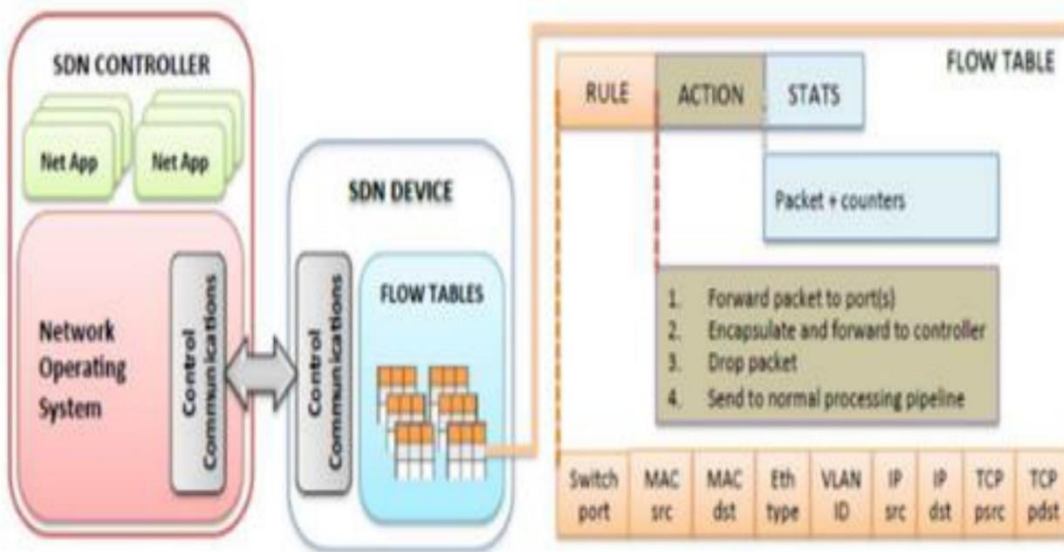 SDN CONTROLLER
Net App
Net App
Network
Operating
System
Control
Communications
SDN DEVICE
Control
Communications
FLOW TABLES
FLOW TABLE
RULE
ACTION
STATS
Packet + counters
1. Forward packet to port(s)
2. Encapsulate and forward to controller
3. Drop packet
4. Send to normal processing pipeline
Switch port
MAC src
MAC dst
Eth type
VLAN ID
IP src
IP dst
TCP psrc
TCP pdst